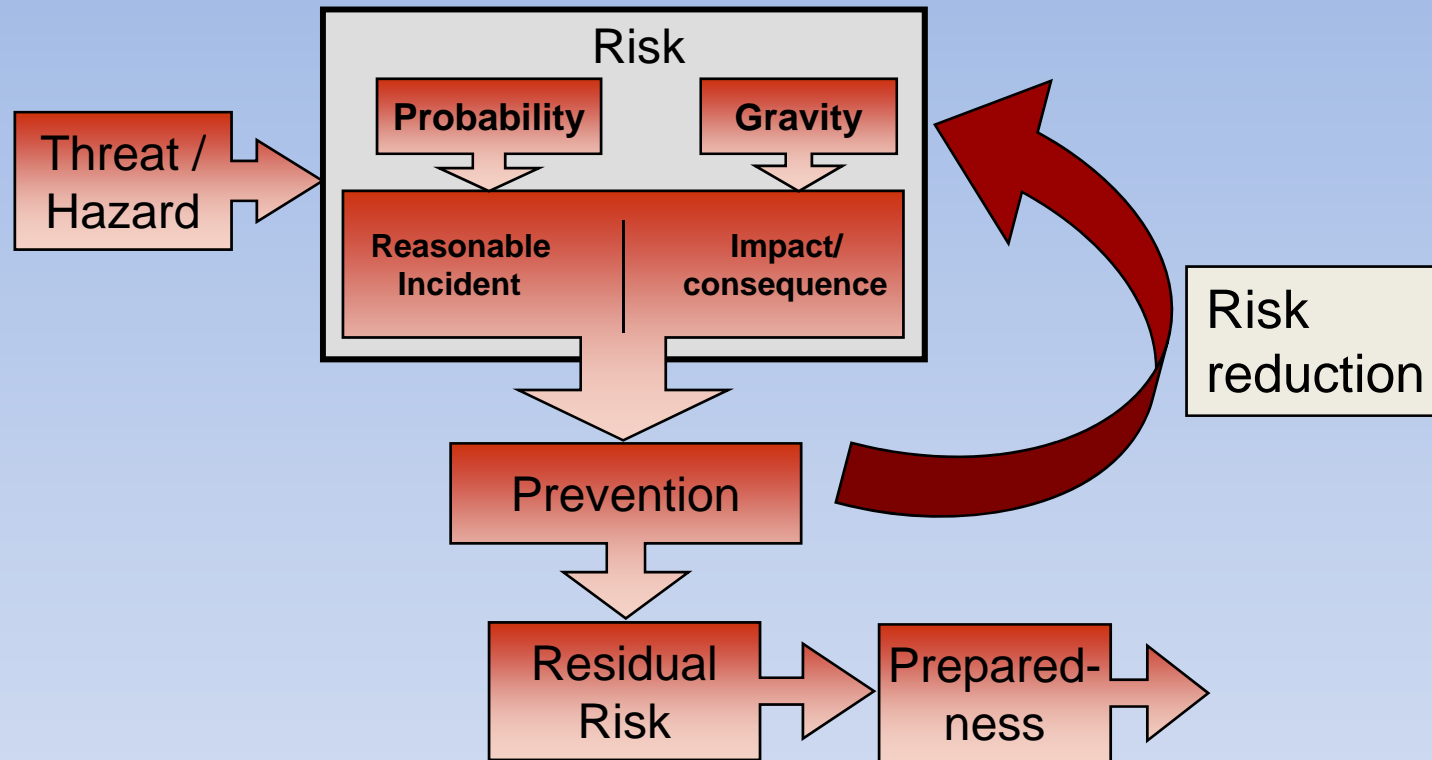 Risk
Probability
Gravity
Threat /
Hazard
Reasonable
Incident
Impact/
consequence
Risk
reduction
Prevention
Residual
Risk
Prepared-
ness